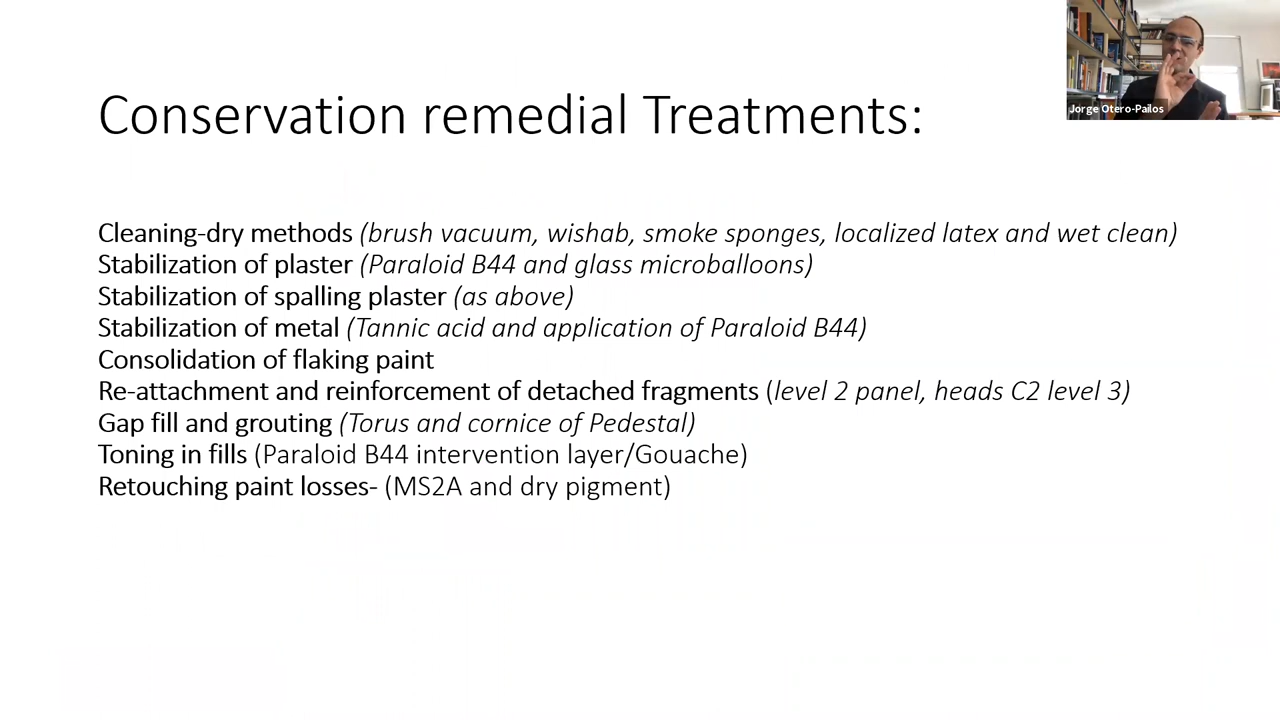 Conservation remedial Treatments:
Jorge Otero-Pailos
Cleaning-dry methods (brush vacuum, wishab, smoke sponges, localized latex and wet clean)
Stabilization of plaster (Paraloid B44 and glass microballoons)
Stabilization of spalling plaster (as above)
Stabilization of metal (Tannic acid and application of Paraloid B44)
Consolidation of flaking paint
Re-attachment and reinforcement of detached fragments (level 2 panel, heads C2 level 3)
Gap fill and grouting (Torus and cornice of Pedestal)
Toning in fills (Paraloid B44 intervention layer/Gouache)
Retouching paint losses- (MS2A and dry pigment)